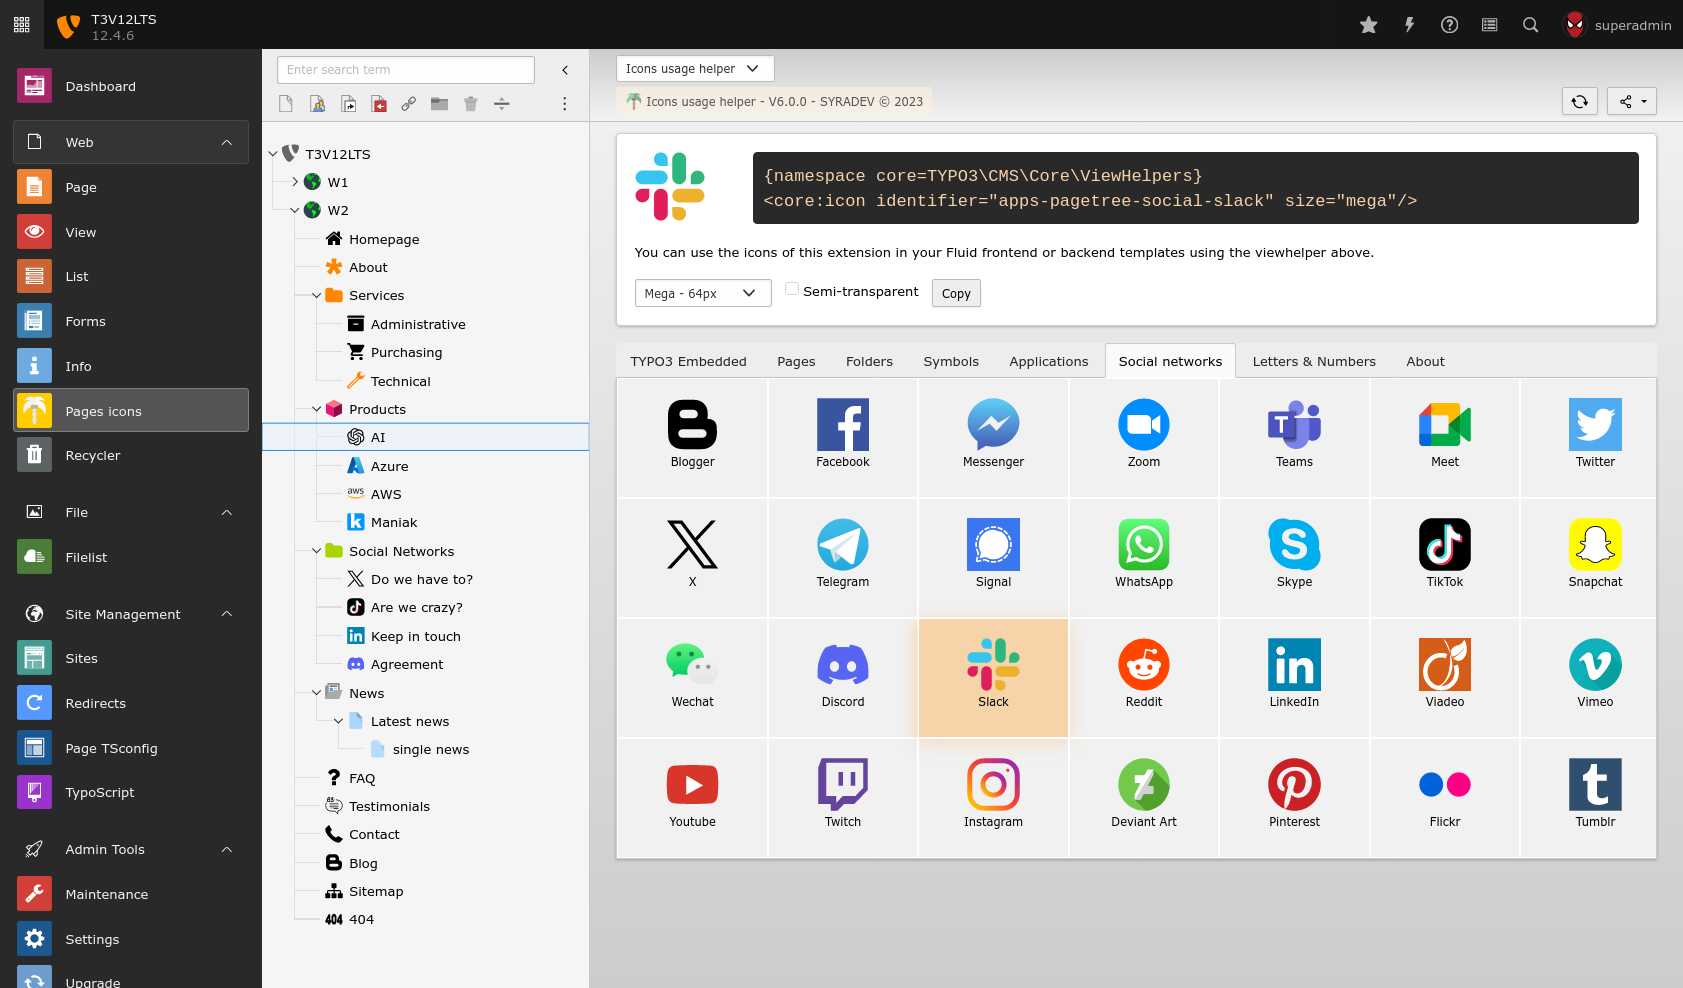 T3V12LTS
12.4.6
superadmin
Dashboard
Web
Page
View
List
Forms
Info
Pages icons
Recycler
File
Filelist
Site Management
Sites
Redirects
Page TSconfig
TypoScript
Admin Tools
Maintenance
Settings
Upgrade
Enter search term
T3V12LTS
W1
W2
Homepage
About
Services
Administrative
Purchasing
Technical
Products
AI
Azure
aws AWS
Maniak
Social Networks
Do we have to?
Are we crazy?
Keep in touch
Agreement
News
Latest news
single news
FAQ
Testimonials
Contact
Blog
Sitemap
404 404
Icons usage helper
Icons usage helper - V6.0.0 - SYRADEV © 2023
{namespace core=TYPO3\CMS\Core\ViewHelpers}
<core:icon identifier="apps-pagetree-social-slack" size="mega"/>
You can use the icons of this extension in your Fluid frontend or backend templates using the viewhelper above.
Mega - 64px
Semi-transparent
Copy
TYPO3 Embedded Pages Folders Symbols Applications Social networks Letters & Numbers About
Blogger Facebook Messenger Zoom Teams Meet Twitter
X Telegram Signal WhatsApp Skype TikTok Snapchat
Wechat Discord Slack Reddit LinkedIn Viadeo Vimeo
Youtube Twitch Instagram Deviant Art Pinterest Flickr Tumblr